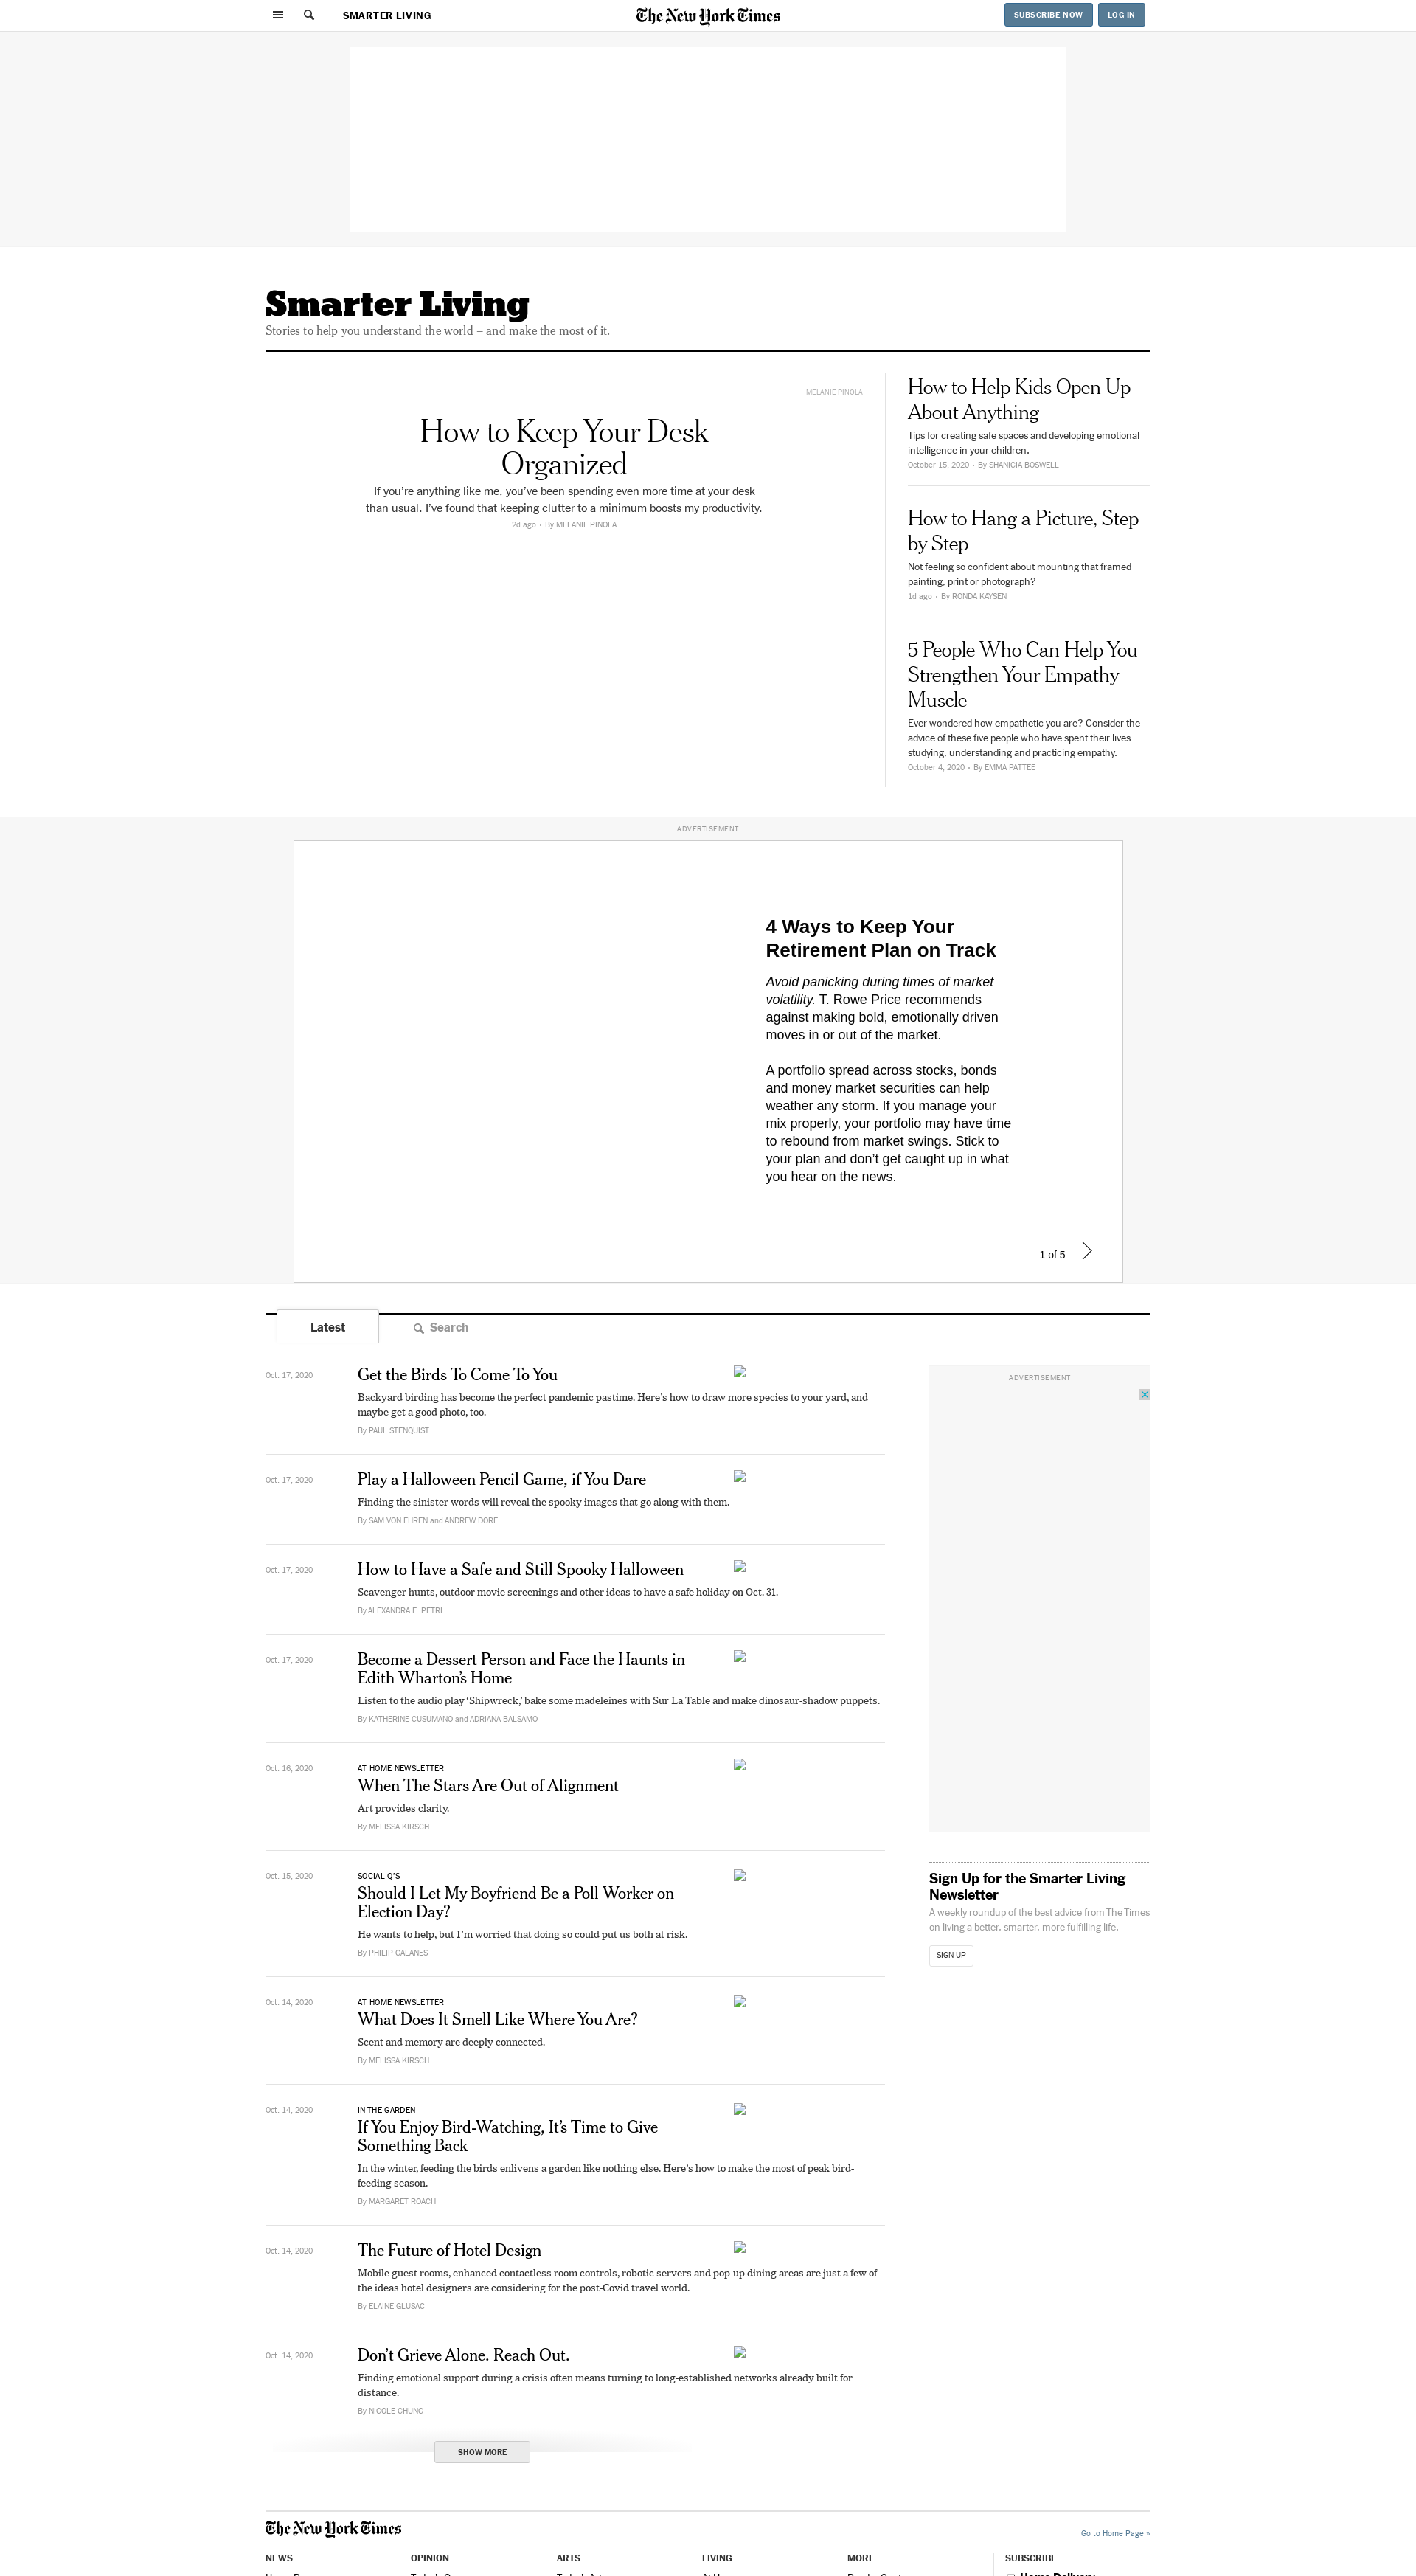 SMARTER LIVING
The New York Times
SUBSCRIBE NOW
LOG IN
Smarter Living
Stories to help you understand the world – and make the most of it.
MELANIE PINOLA
How to Keep Your Desk
Organized
If you’re anything like me, you’ve been spending even more time at your desk
than usual. I’ve found that keeping clutter to a minimum boosts my productivity.
2d ago • By MELANIE PINOLA
How to Help Kids Open Up
About Anything
Tips for creating safe spaces and developing emotional
intelligence in your children.
October 15, 2020 • By SHANICIA BOSWELL
How to Hang a Picture, Step
by Step
Not feeling so confident about mounting that framed
painting, print or photograph?
1d ago • By RONDA KAYSEN
5 People Who Can Help You
Strengthen Your Empathy
Muscle
Ever wondered how empathetic you are? Consider the
advice of these five people who have spent their lives
studying, understanding and practicing empathy.
October 4, 2020 • By EMMA PATTEE
ADVERTISEMENT
4 Ways to Keep Your
Retirement Plan on Track
Avoid panicking during times of market
volatility. T. Rowe Price recommends
against making bold, emotionally driven
moves in or out of the market.
A portfolio spread across stocks, bonds
and money market securities can help
weather any storm. If you manage your
mix properly, your portfolio may have time
to rebound from market swings. Stick to
your plan and don’t get caught up in what
you hear on the news.
1 of 5
Latest
Search
Oct. 17, 2020
Get the Birds To Come To You
Backyard birding has become the perfect pandemic pastime. Here’s how to draw more species to your yard, and
maybe get a good photo, too.
By PAUL STENQUIST
Oct. 17, 2020
Play a Halloween Pencil Game, if You Dare
Finding the sinister words will reveal the spooky images that go along with them.
By SAM VON EHREN and ANDREW DORE
Oct. 17, 2020
How to Have a Safe and Still Spooky Halloween
Scavenger hunts, outdoor movie screenings and other ideas to have a safe holiday on Oct. 31.
By ALEXANDRA E. PETRI
Oct. 17, 2020
Become a Dessert Person and Face the Haunts in
Edith Wharton’s Home
Listen to the audio play ‘Shipwreck,’ bake some madeleines with Sur La Table and make dinosaur-shadow puppets.
By KATHERINE CUSUMANO and ADRIANA BALSAMO
Oct. 16, 2020
AT HOME NEWSLETTER
When The Stars Are Out of Alignment
Art provides clarity.
By MELISSA KIRSCH
Oct. 15, 2020
SOCIAL Q’S
Should I Let My Boyfriend Be a Poll Worker on
Election Day?
He wants to help, but I’m worried that doing so could put us both at risk.
By PHILIP GALANES
Oct. 14, 2020
AT HOME NEWSLETTER
What Does It Smell Like Where You Are?
Scent and memory are deeply connected.
By MELISSA KIRSCH
Oct. 14, 2020
IN THE GARDEN
If You Enjoy Bird-Watching, It’s Time to Give
Something Back
In the winter, feeding the birds enlivens a garden like nothing else. Here’s how to make the most of peak bird-
feeding season.
By MARGARET ROACH
Oct. 14, 2020
The Future of Hotel Design
Mobile guest rooms, enhanced contactless room controls, robotic servers and pop-up dining areas are just a few of
the ideas hotel designers are considering for the post-Covid travel world.
By ELAINE GLUSAC
Oct. 14, 2020
Don’t Grieve Alone. Reach Out.
Finding emotional support during a crisis often means turning to long-established networks already built for
distance.
By NICOLE CHUNG
SHOW MORE
ADVERTISEMENT
Sign Up for the Smarter Living
Newsletter
A weekly roundup of the best advice from The Times
on living a better, smarter, more fulfilling life.
SIGN UP
The New York Times
Go to Home Page »
NEWS
OPINION
ARTS
LIVING
MORE
SUBSCRIBE